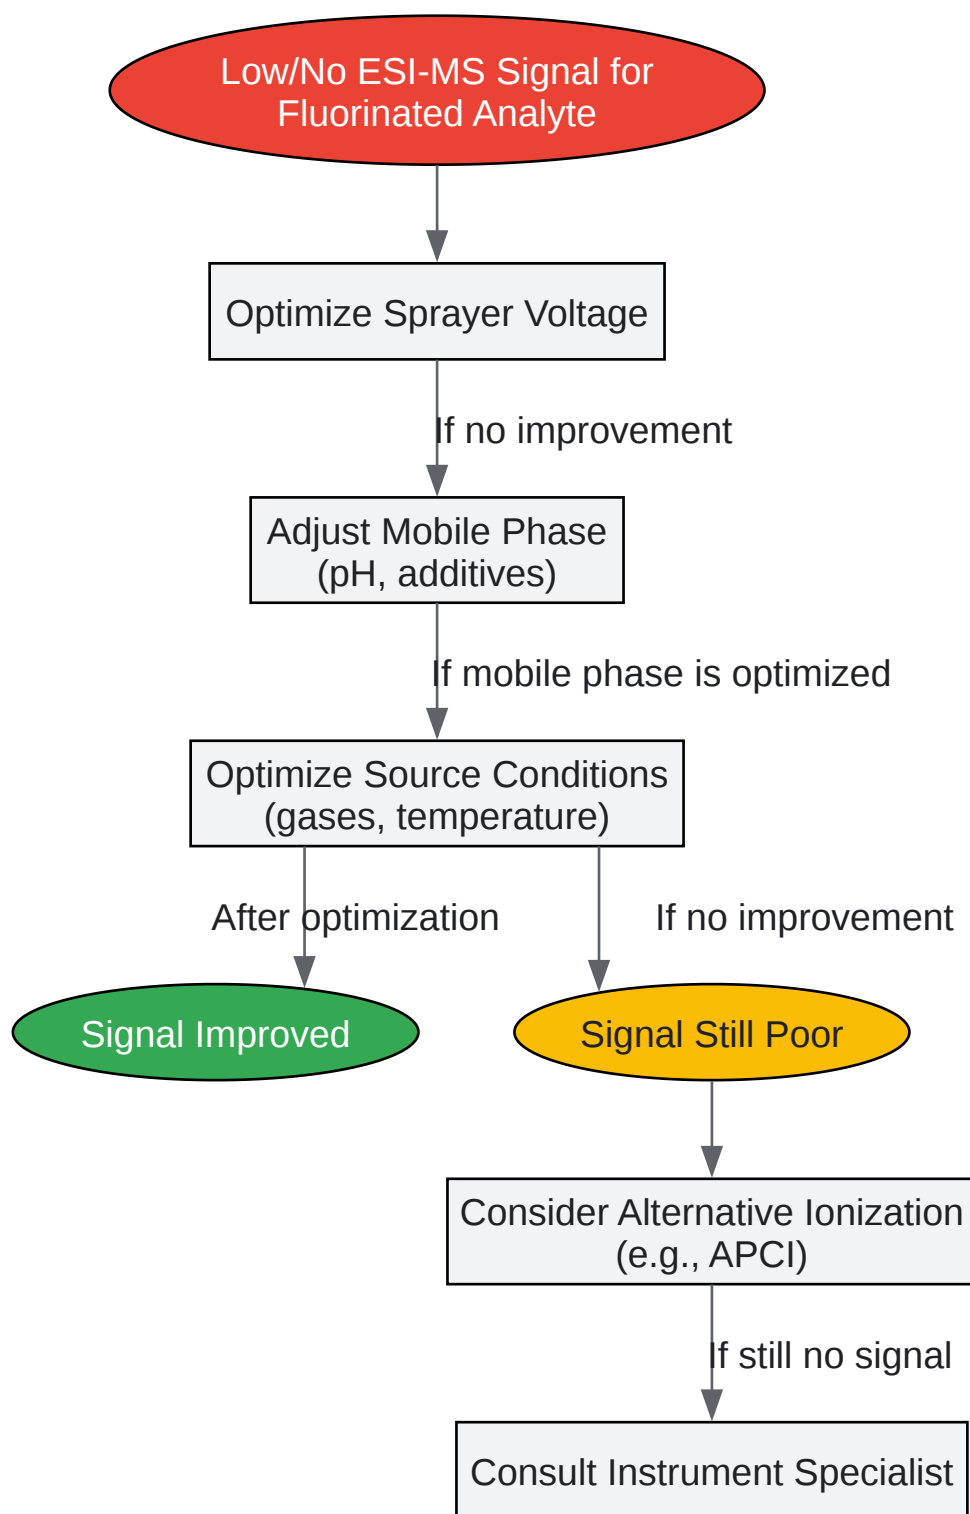 Low/No ESI-MS Signal for
Fluorinated Analyte
Optimize Sprayer Voltage
If no improvement
Adjust Mobile Phase
(pH, additives)
If mobile phase is optimized
Optimize Source Conditions
(gases, temperature)
After optimization
If no improvement
Signal Improved
Signal Still Poor
Consider Alternative Ionization
(e.g., APCI)
If still no signal
Consult Instrument Specialist